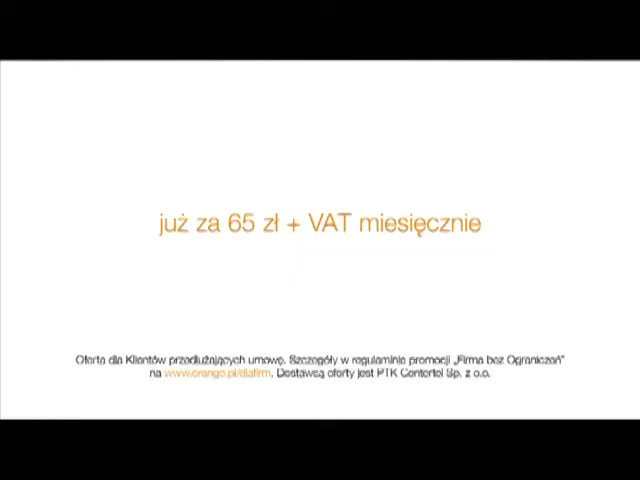 już za 65 zł + VAT miesięcznie
Oferta dla Klientów przedłużających umowę. Szczegóły w regulaminie promocji „Firma bez Ograniczeń”
na www.orange.pl/dlafirm. Dostawcą oferty jest PTK Centertel Sp. z o.o.